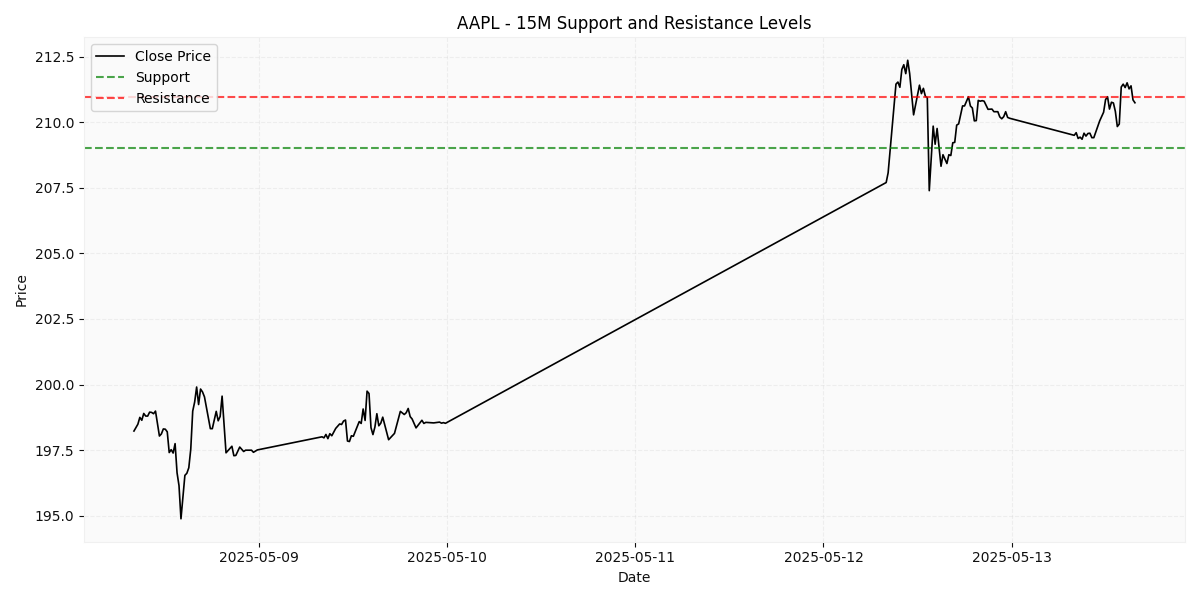 AAPL - 15M Support and Resistance Levels
Close Price
Support
Resistance
212.5
210.0
207.5
205.0
202.5
200.0
197.5
195.0
Price
2025-05-09
2025-05-10
2025-05-11
2025-05-12
2025-05-13
Date